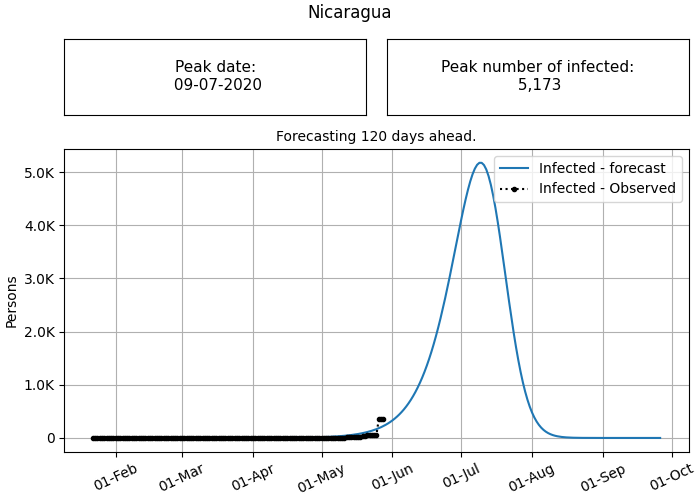 Nicaragua
Peak date:
09-07-2020
Peak number of infected:
5,173
Forecasting 120 days ahead.
Infected - forecast
Infected - Observed
Persons
5.0K
4.0K
3.0K
2.0K
1.0K
0
01-Feb
01-Mar
01-Apr
01-May
01-Jun
01-Jul
01-Aug
01-Sep
01-Oct